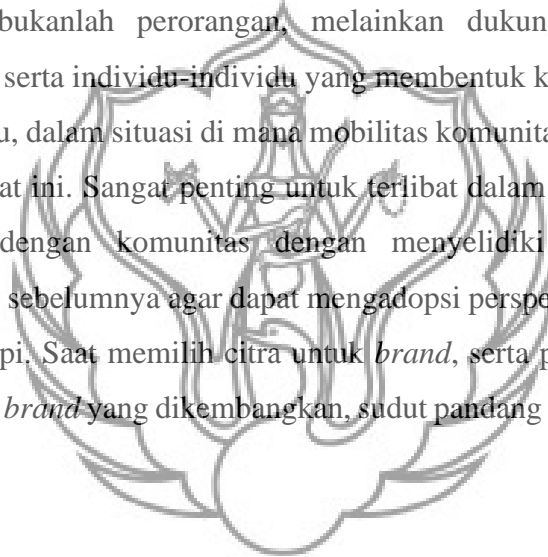 bukanlah perorangan, melainkan dukun
serta individu-individu yang membentuk k
u, dalam situasi di mana mobilitas komunita
at ini. Sangat penting untuk terlibat dalam
dengan komunitas dengan menyelidiki
sebelumnya agar dapat mengadopsi perspe
pi. Saat memilih citra untuk brand, serta p
brand yang dikembangkan, sudut pandang